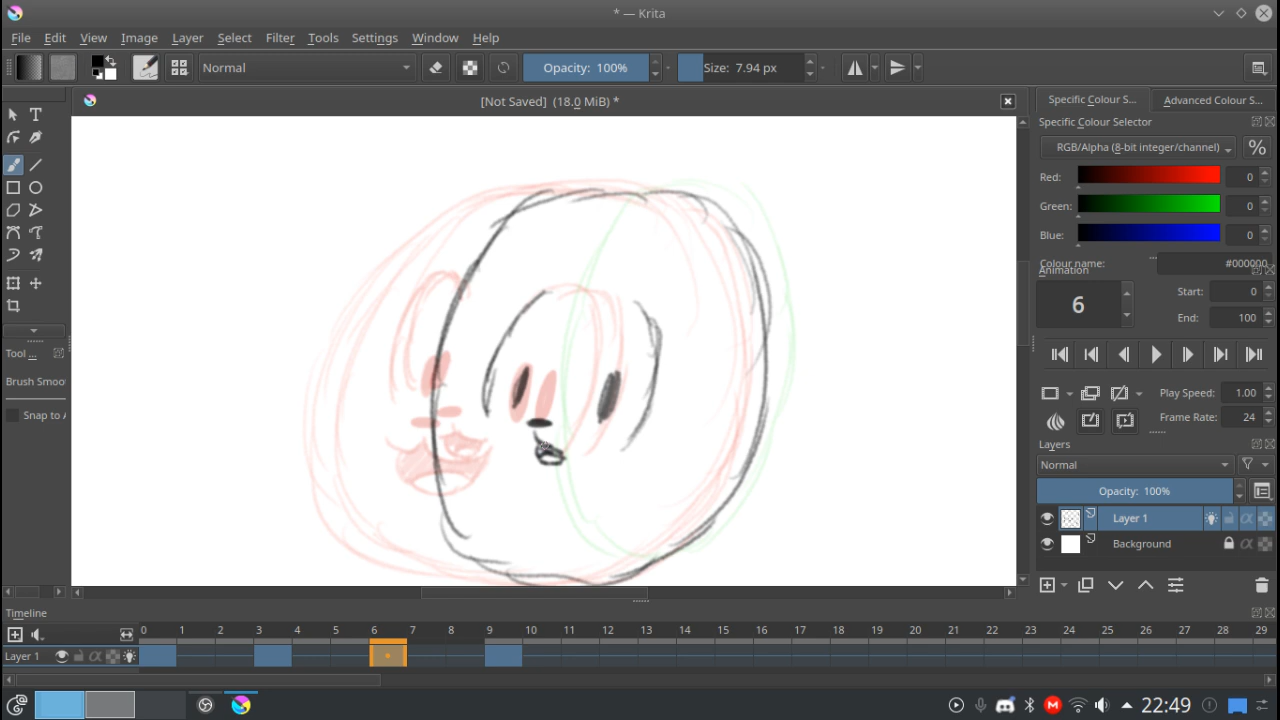 * — Krita
File Edit View Image Layer Select Filter Tools Settings Window Help
Normal Opacity: 100% Size: 7.94 px
[Not Saved] (18.0 MiB) *
Specific Colour S... Advanced Colour S...
Specific Colour Selector
RGB/Alpha (8-bit integer/channel) %
Red: 0
Green: 0
Blue: 0
Colour name: #000000
Animation
6 Start: 0
End: 100
Play Speed: 1.00
Frame Rate: 24
Tool ...
Brush Smoo
Snap to
Layers
Normal
Opacity: 100%
Layer 1
Background
Timeline
0 1 2 3 4 5 6 7 8 9 10 11 12 13 14 15 16 17 18 19 20 21 22 23 24 25 26 27 28 29
Layer 1
22:49